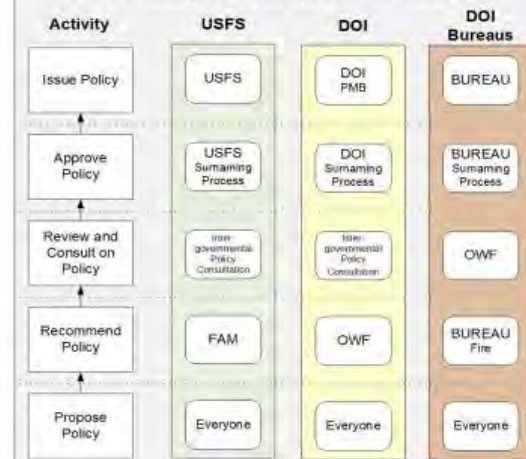 Activity
USFS
DOI
DOI
Bureaus
Issue Policy
USFS
DOI
PMB
BUREAU
Approve
Policy
USFS
Surnaming
Process
DOI
Surnaming
Process
BUREAU
Surnaming
Process
Review and
Consult on
Policy
Inter-
governmental
Policy
Consultation
Inter-
governmental
Policy
Consultation
OWF
Recommend
Policy
FAM
OWF
BUREAU
Fire
Propose
Policy
Everyone
Everyone
Everyone